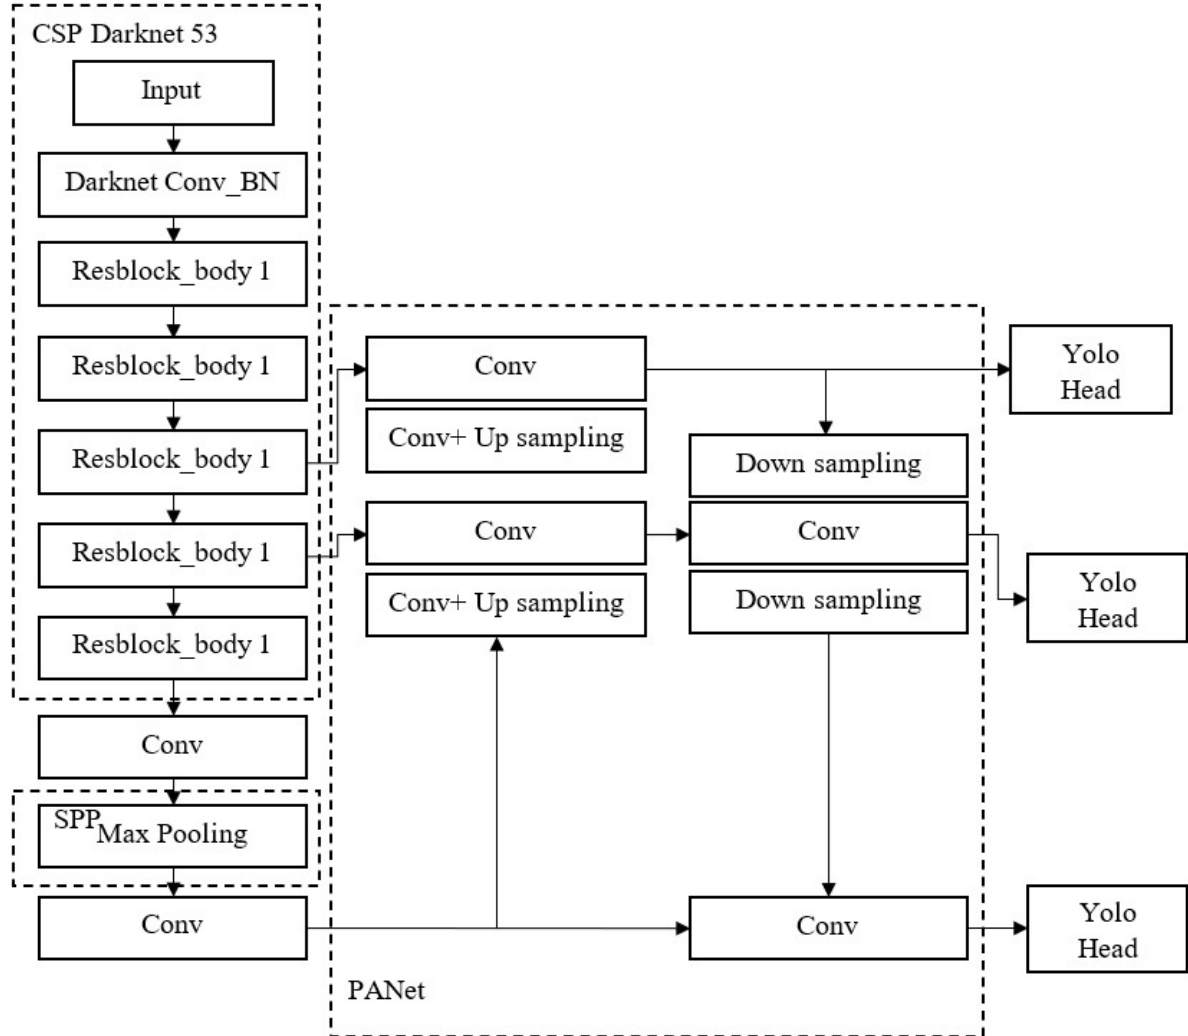 CSP Darknet 53
Input
Darknet Conv_BN
Resblock_body 1
Resblock_body 1
Resblock_body 1
Resblock_body 1
Resblock_body 1
Conv
SPP
Max Pooling
Conv
Conv
Conv+ Up sampling
Conv
Conv+ Up sampling
Down sampling
Conv
Down sampling
Conv
PANet
Yolo
Head
Yolo
Head
Yolo
Head